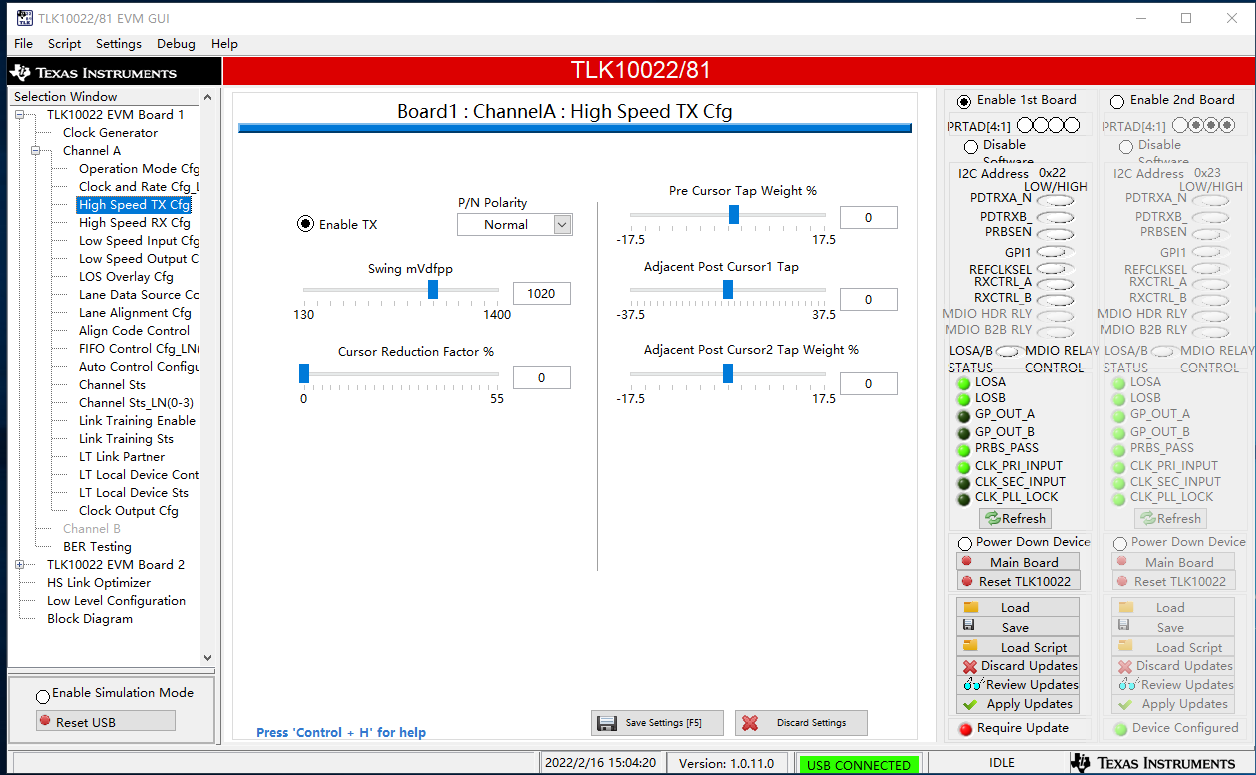 TLK10022/81 EVM GUI
File Script Settings Debug Help
TEXAS INSTRUMENTS
TLK10022/81
Selection Window
TLK10022 EVM Board 1
Clock Generator
Channel A
Operation Mode Cfg
Clock and Rate Cfg_L
High Speed TX Cfg
High Speed RX Cfg
Low Speed Input Cfg
Low Speed Output C
LOS Overlay Cfg
Lane Data Source Cc
Lane Alignment Cfg
Align Code Control
FIFO Control Cfg_LN(
Auto Control Configu
Channel Sts
Channel Sts_LN(0-3)
Link Training Enable
Link Training Sts
LT Link Partner
LT Local Device Cont
LT Local Device Sts
Clock Output Cfg
Channel B
BER Testing
TLK10022 EVM Board 2
HS Link Optimizer
Low Level Configuration
Block Diagram
Enable Simulation Mode
Reset USB
Board1 : ChannelA : High Speed TX Cfg
Enable TX
P/N Polarity
Normal
Swing mVdfpp
1020
130 1400
Cursor Reduction Factor %
0
0 55
Pre Cursor Tap Weight %
0
-17.5 17.5
Adjacent Post Cursor1 Tap
0
-37.5 37.5
Adjacent Post Cursor2 Tap Weight %
0
-17.5 17.5
Press 'Control + H' for help
Save Settings [F5]
Discard Settings
Enable 1st Board
PRTAD[4:1]
Disable
Software
I2C Address 0x22
LOW/HIGH
PDTRXA_N
PDTRXB_
PRBSEN
GPI1
REFCLKSEL
RXCTRL_A
RXCTRL_B
MDIO HDR RLY
MDIO B2B RLY
LOSA/B MDIO RELAY
STATUS CONTROL
LOSA
LOSB
GP_OUT_A
GP_OUT_B
PRBS_PASS
CLK_PRI_INPUT
CLK_SEC_INPUT
CLK_PLL_LOCK
Refresh
Power Down Device
Main Board
Reset TLK10022
Load
Save
Load Script
Discard Updates
Review Updates
Apply Updates
Require Update
Enable 2nd Board
PRTAD[4:1]
Disable
Software
I2C Address 0x23
LOW/HIGH
PDTRXA_N
PDTRXB_
PRBSEN
GPI1
REFCLKSEL
RXCTRL_A
RXCTRL_B
MDIO HDR RLY
MDIO B2B RLY
LOSA/B MDIO RELAY
STATUS CONTROL
LOSA
LOSB
GP_OUT_A
GP_OUT_B
PRBS_PASS
CLK_PRI_INPUT
CLK_SEC_INPUT
CLK_PLL_LOCK
Refresh
Power Down Device
Main Board
Reset TLK10022
Load
Save
Load Script
Discard Updates
Review Updates
Apply Updates
Device Configured
2022/2/16 15:04:20 Version: 1.0.11.0 USB CONNECTED IDLE TEXAS INSTRUMENTS